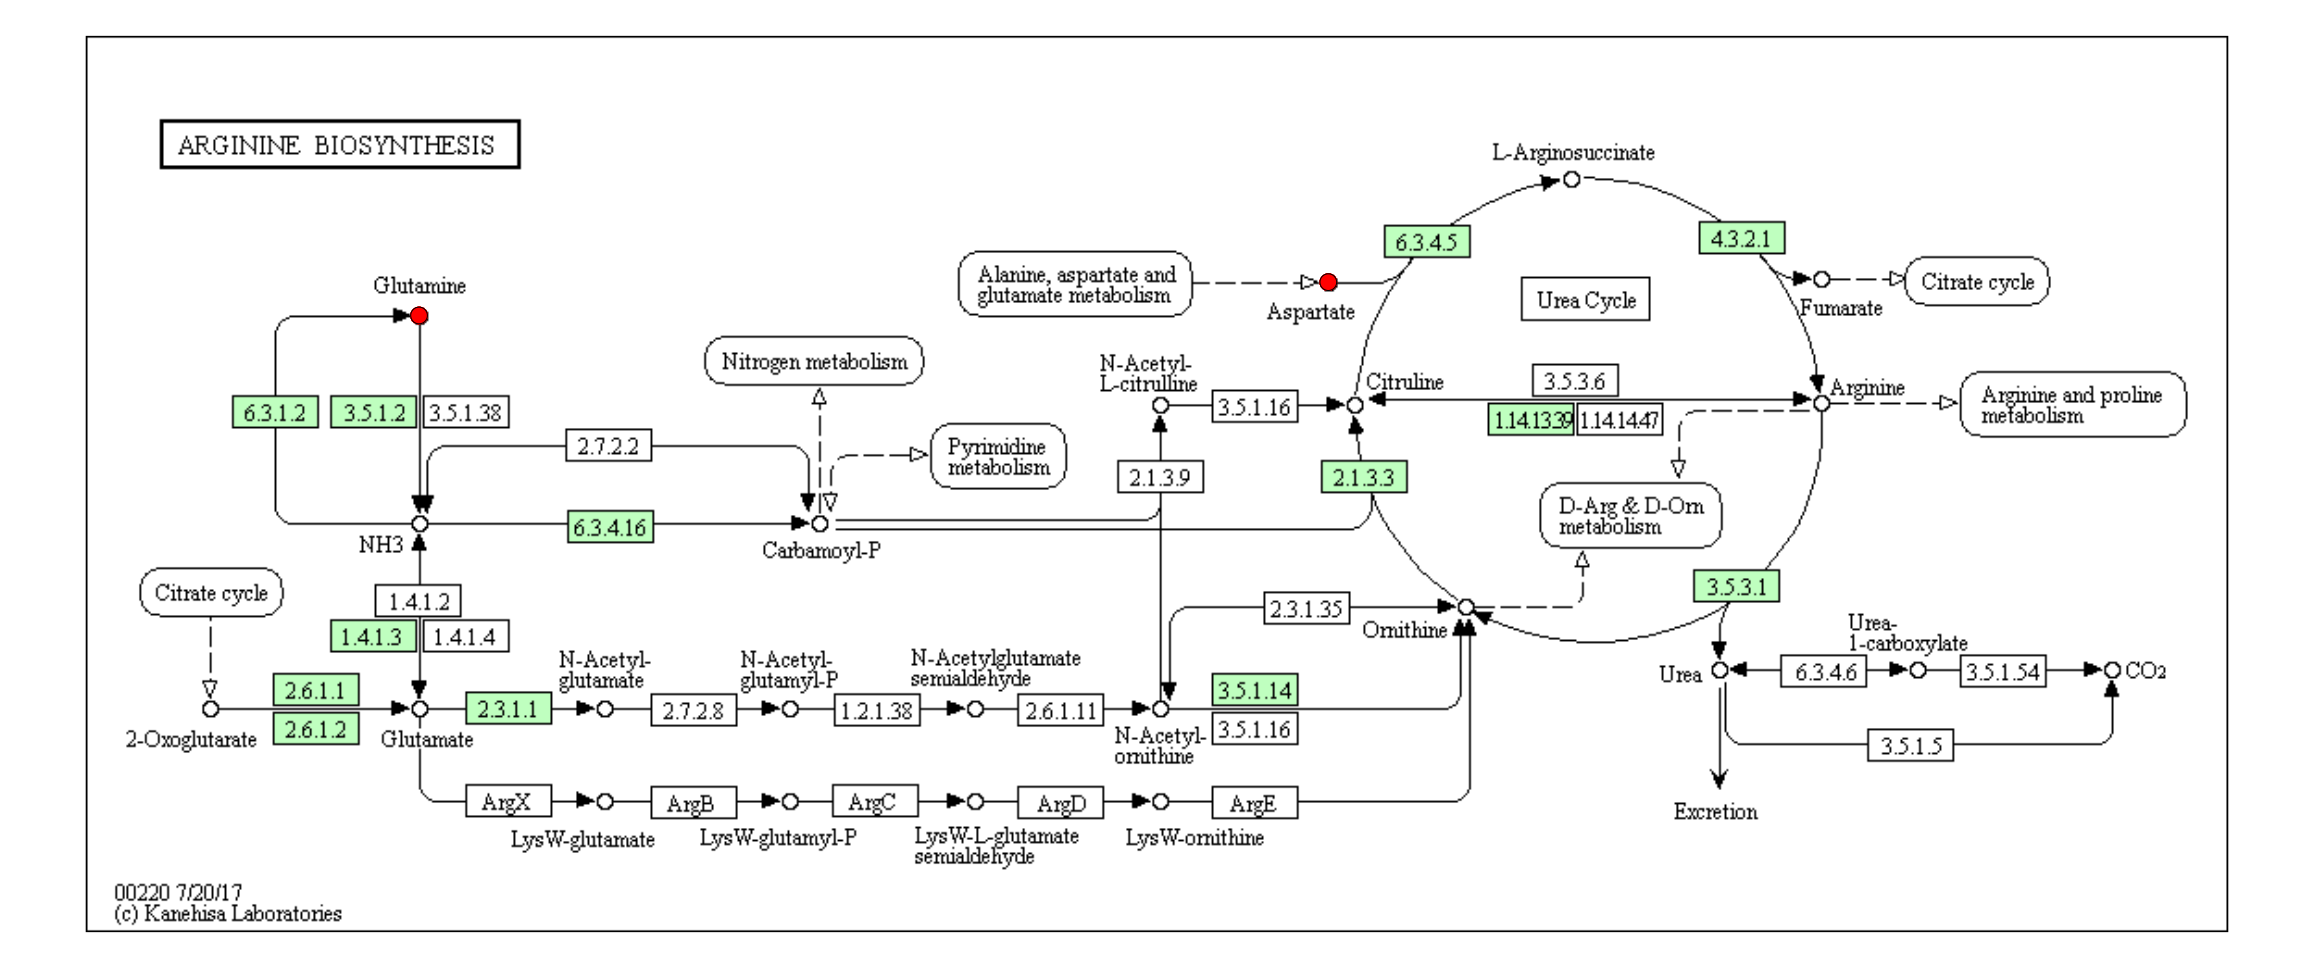 ARGININE BIOSYNTHESIS
L-Arginosuccinate
6.3.4.5
4.3.2.1
Alanine, aspartate and
glutamate metabolism
Aspartate
Urea Cycle
Fumarate
Citrate cycle
Glutamine
Nitrogen metabolism
N-Acetyl-
L-citrulline
3.5.1.16
Citruline
3.5.3.6
1.14.13.39
1.14.14.47
Arginine
Arginine and proline
metabolism
6.3.1.2
3.5.1.2
3.5.1.38
2.7.2.2
Pyrimidine
metabolism
2.1.3.9
2.1.3.3
D-Arg & D-Orn
metabolism
NH3
6.3.4.16
Carbamoyl-P
Citrate cycle
1.4.1.2
1.4.1.3
1.4.1.4
2.3.1.35
Ornithine
3.5.3.1
Urea-
1-carboxylate
Urea
6.3.4.6
3.5.1.54
CO2
N-Acetyl-
glutamate
N-Acetyl-
glutamyl-P
N-Acetylglutamate
semialdehyde
2.6.1.1
2.6.1.2
2-Oxoglutarate
Glutamate
2.3.1.1
2.7.2.8
1.2.1.38
2.6.1.11
N-Acetyl-
ornithine
3.5.1.14
3.5.1.16
3.5.1.5
ArgX
ArgB
ArgC
ArgD
ArgE
Excretion
LysW-glutamate
LysW-glutamyl-P
LysW-L-glutamate
semialdehyde
LysW-ornithine
00220 7/20/17
(c) Kanehisa Laboratories